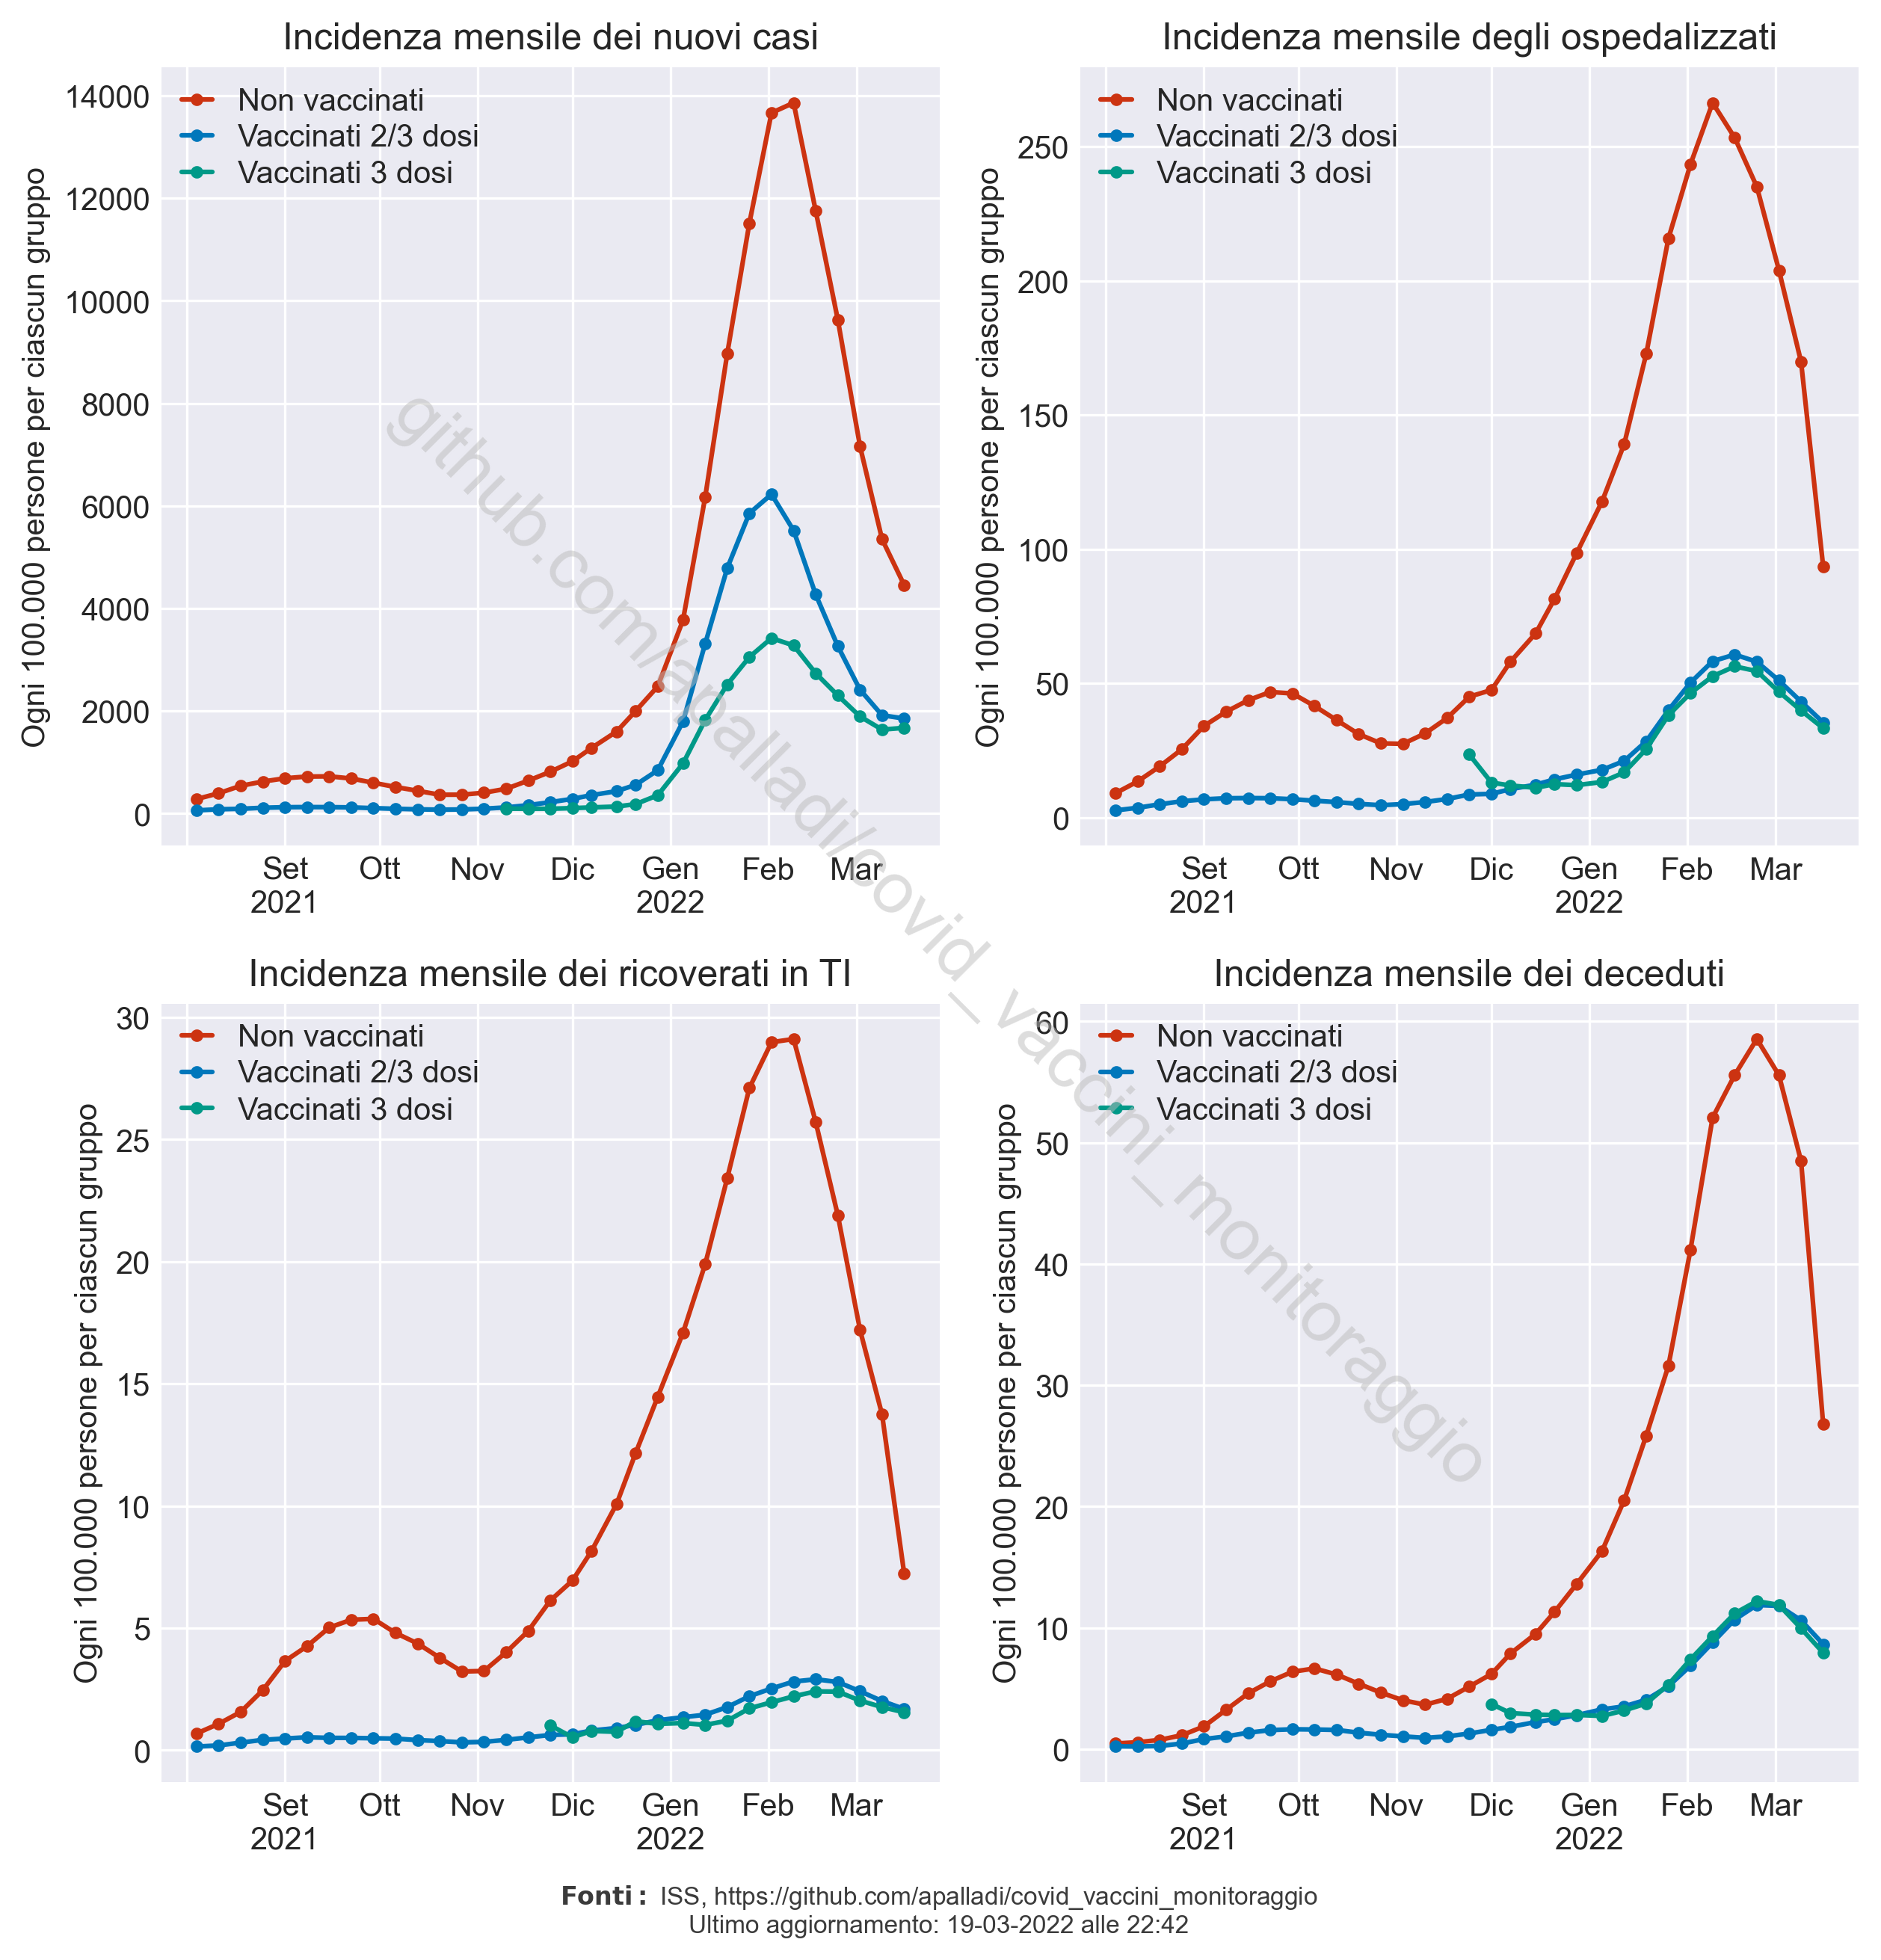 Incidenza mensile dei nuovi casi
Ogni 100.000 persone per ciascun gruppo
14000
12000
10000
8000
6000
4000
2000
0
Non vaccinati
Vaccinati 2/3 dosi
Vaccinati 3 dosi
Set Ott Nov Dic Gen Feb Mar
2021 2022
Incidenza mensile degli ospedalizzati
Ogni 100.000 persone per ciascun gruppo
250
200
150
100
50
0
Non vaccinati
Vaccinati 2/3 dosi
Vaccinati 3 dosi
Set Ott Nov Dic Gen Feb Mar
2021 2022
Incidenza mensile dei ricoverati in TI
Ogni 100.000 persone per ciascun gruppo
30
25
20
15
10
5
0
Non vaccinati
Vaccinati 2/3 dosi
Vaccinati 3 dosi
Set Ott Nov Dic Gen Feb Mar
2021 2022
Incidenza mensile dei deceduti
Ogni 100.000 persone per ciascun gruppo
60
50
40
30
20
10
0
Non vaccinati
Vaccinati 2/3 dosi
Vaccinati 3 dosi
Set Ott Nov Dic Gen Feb Mar
2021 2022
github.com/apalladi/covid_vaccini_monitoraggio
Fonti: ISS, https://github.com/apalladi/covid_vaccini_monitoraggio
Ultimo aggiornamento: 19-03-2022 alle 22:42